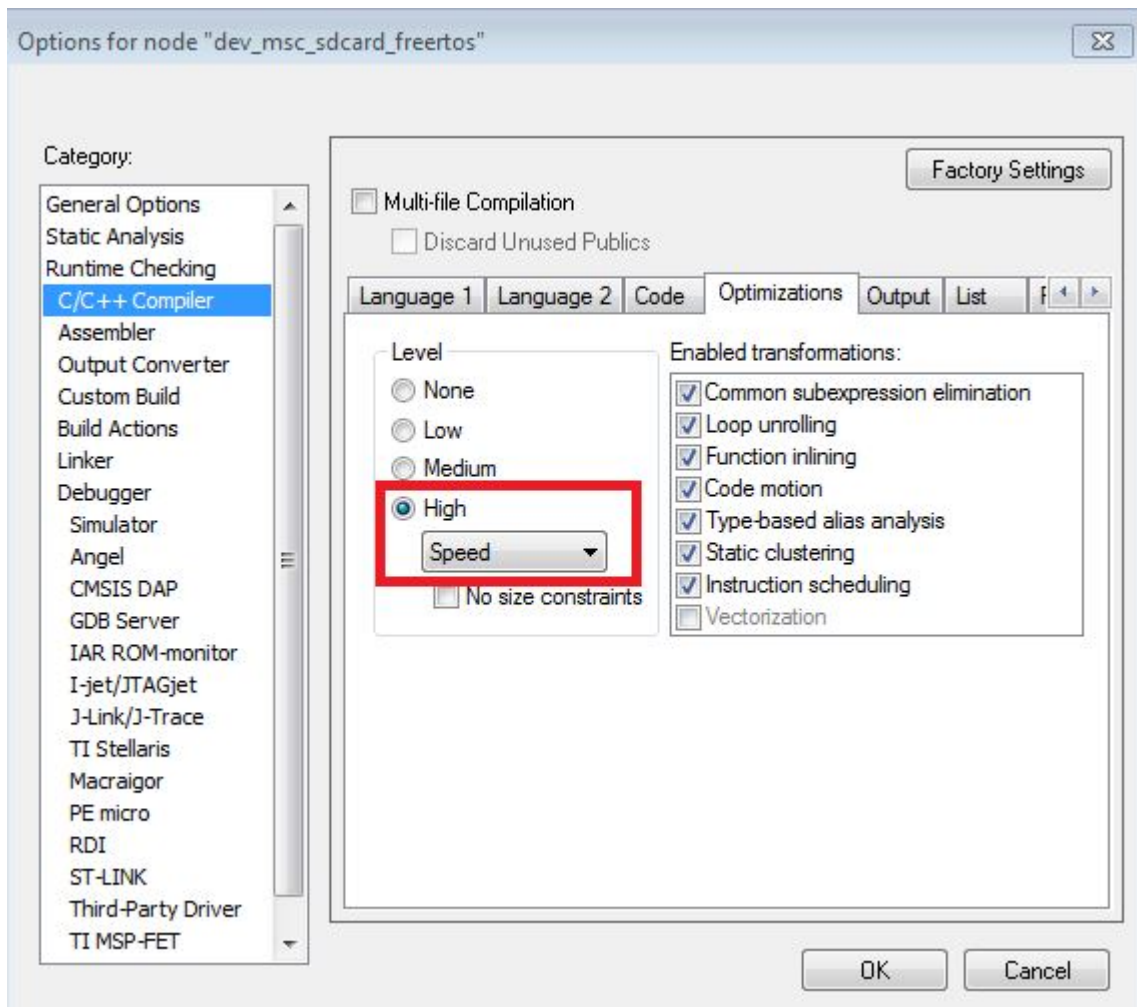 Options for node "dev_msc_sdcard_freertos"
Category:
General Options
Static Analysis
Runtime Checking
C/C++ Compiler
Assembler
Output Converter
Custom Build
Build Actions
Linker
Debugger
Simulator
Angel
CMSIS DAP
GDB Server
IAR ROM-monitor
I-jet/JTAGjet
J-Link/J-Trace
TI Stellaris
Macraigor
PE micro
RDI
ST-LINK
Third-Party Driver
TI MSP-FET
Factory Settings
Multi-file Compilation
Discard Unused Publics
Language 1 Language 2 Code Optimizations Output List
Level
None
Low
Medium
High
Speed
No size constraints
Enabled transformations:
Common subexpression elimination
Loop unrolling
Function inlining
Code motion
Type-based alias analysis
Static clustering
Instruction scheduling
Vectorization
OK Cancel